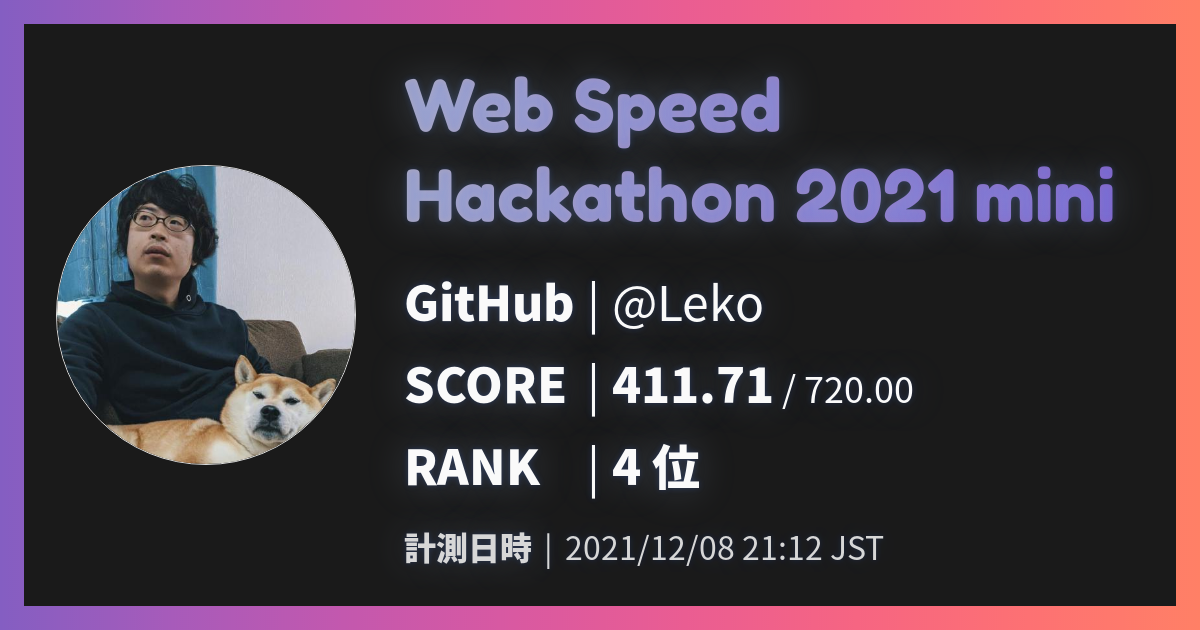 Web Speed
Hackathon 2021 mini
GitHub | @Leko
SCORE | 411.71 / 720.00
RANK | 4 位
計測日時 | 2021/12/08 21:12 JST